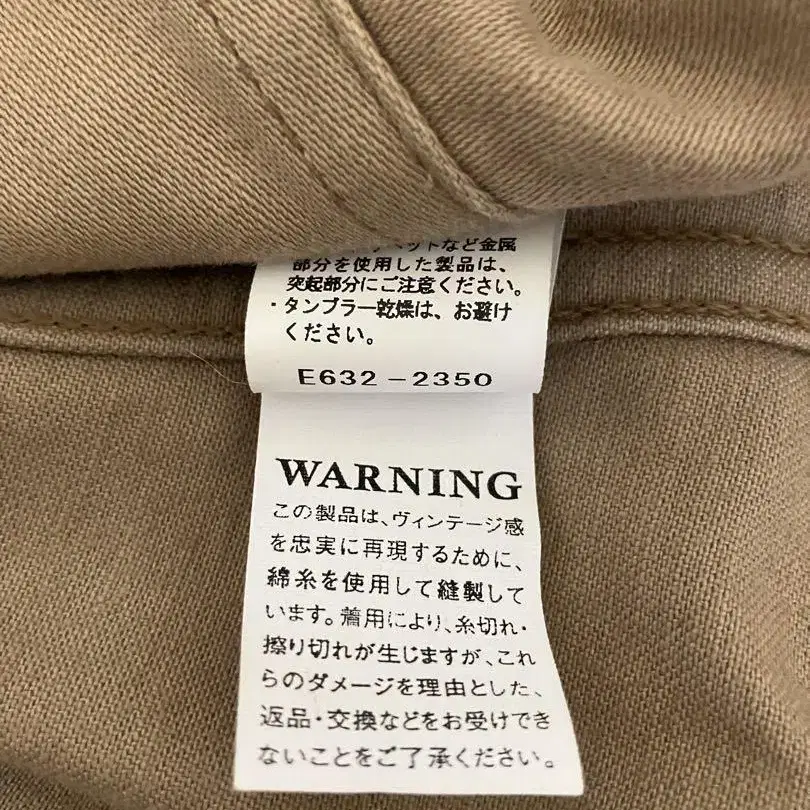 ベットなど金属
部分を使用した製品は、
突起部分にご注意ください。
・タンブラー乾燥は、お避け
ください。
E632-2350
WARNING
この製品は、ヴィンテージ感
を忠実に再現するために、
綿糸を使用して縫製して
います。着用により、糸切れ・
擦り切れが生じますが、これ
らのダメージを理由とした、
返品・交換などをお受けでき
ないことをご了承ください。